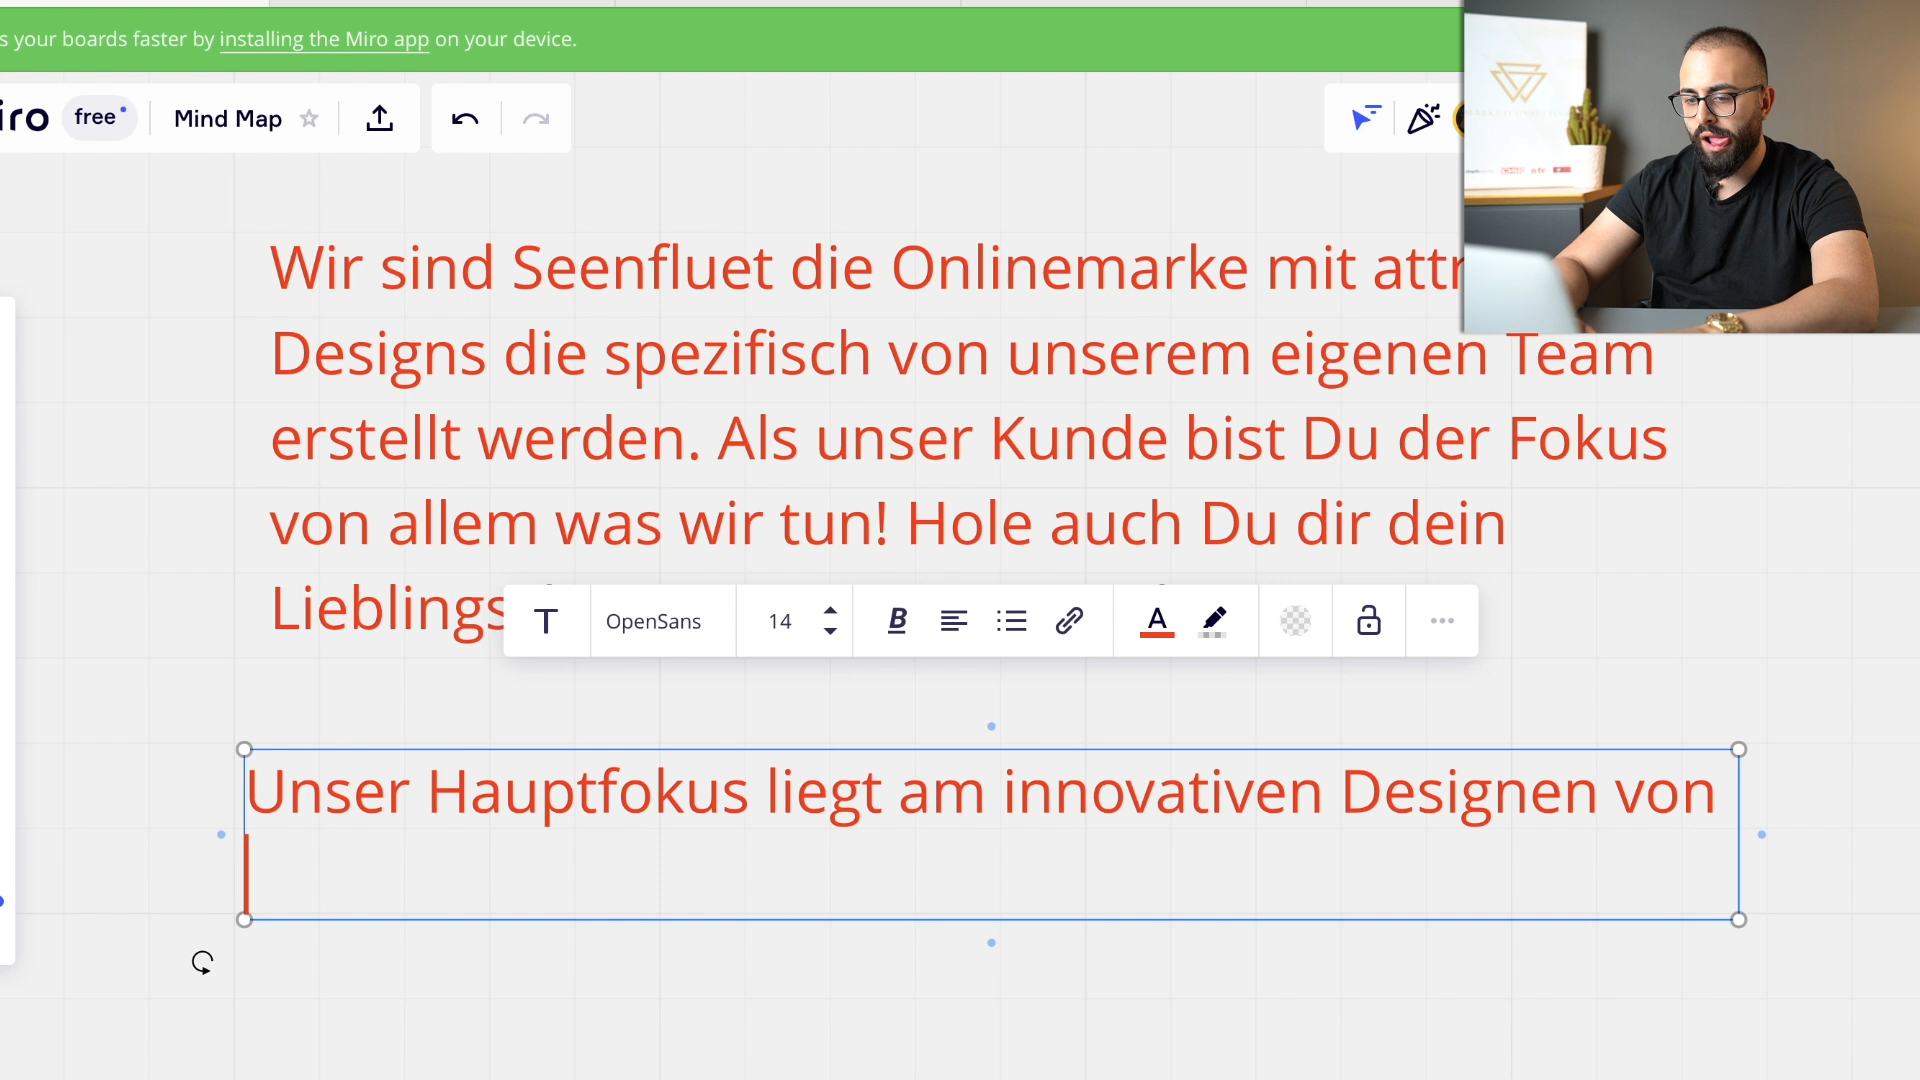 s your boards faster by installing the Miro app on your device.
iro free Mind Map
Wir sind Seenfluet die Onlinemarke mit attr
Designs die spezifisch von unserem eigenen Team
erstellt werden. Als unser Kunde bist Du der Fokus
von allem was wir tun! Hole auch Du dir dein
Lieblings
T OpenSans 14 B A
Unser Hauptfokus liegt am innovativen Designen von